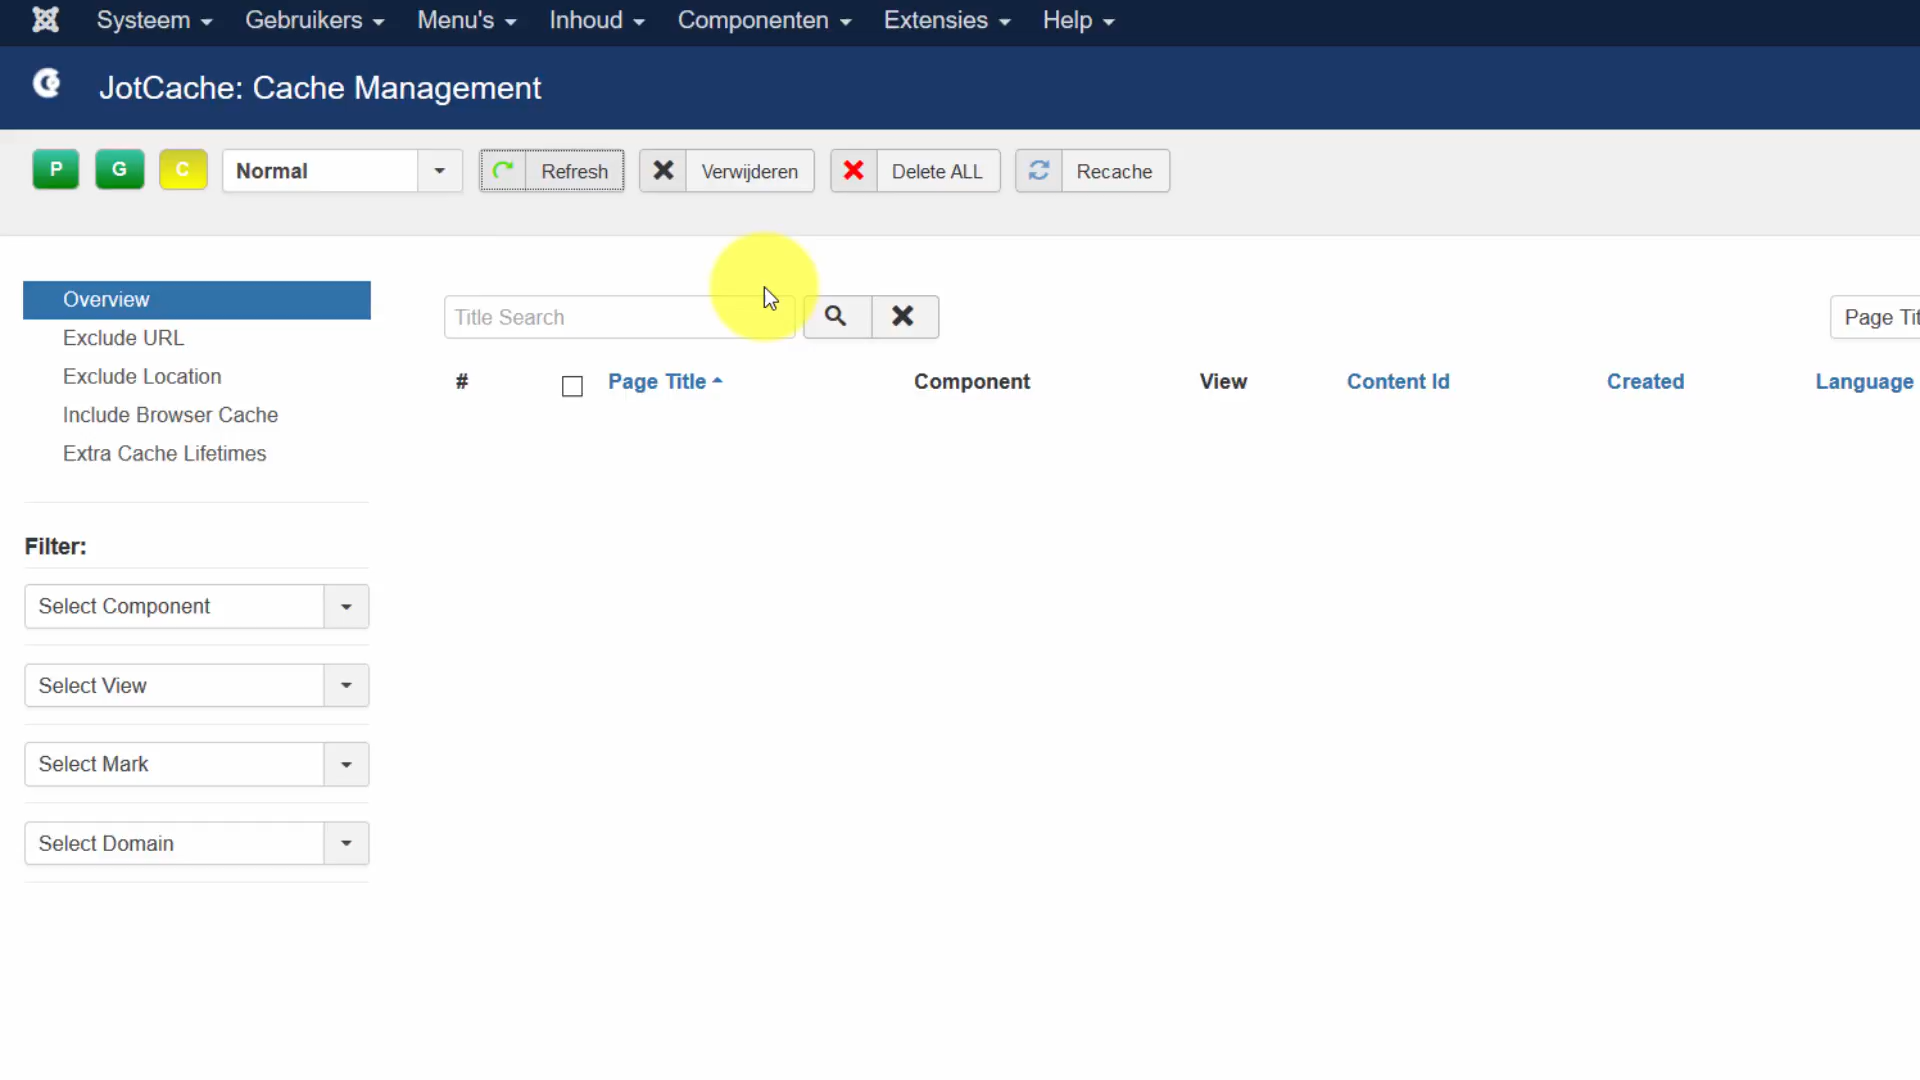 Systeem Gebruikers Menu's Inhoud Componenten Extensies Help
JotCache: Cache Management
P G C Normal Refresh Verwijderen Delete ALL Recache
Overview
Exclude URL
Exclude Location
Include Browser Cache
Extra Cache Lifetimes
Title Search Page Tit
# Page Title Component View Content Id Created Language
Filter:
Select Component
Select View
Select Mark
Select Domain